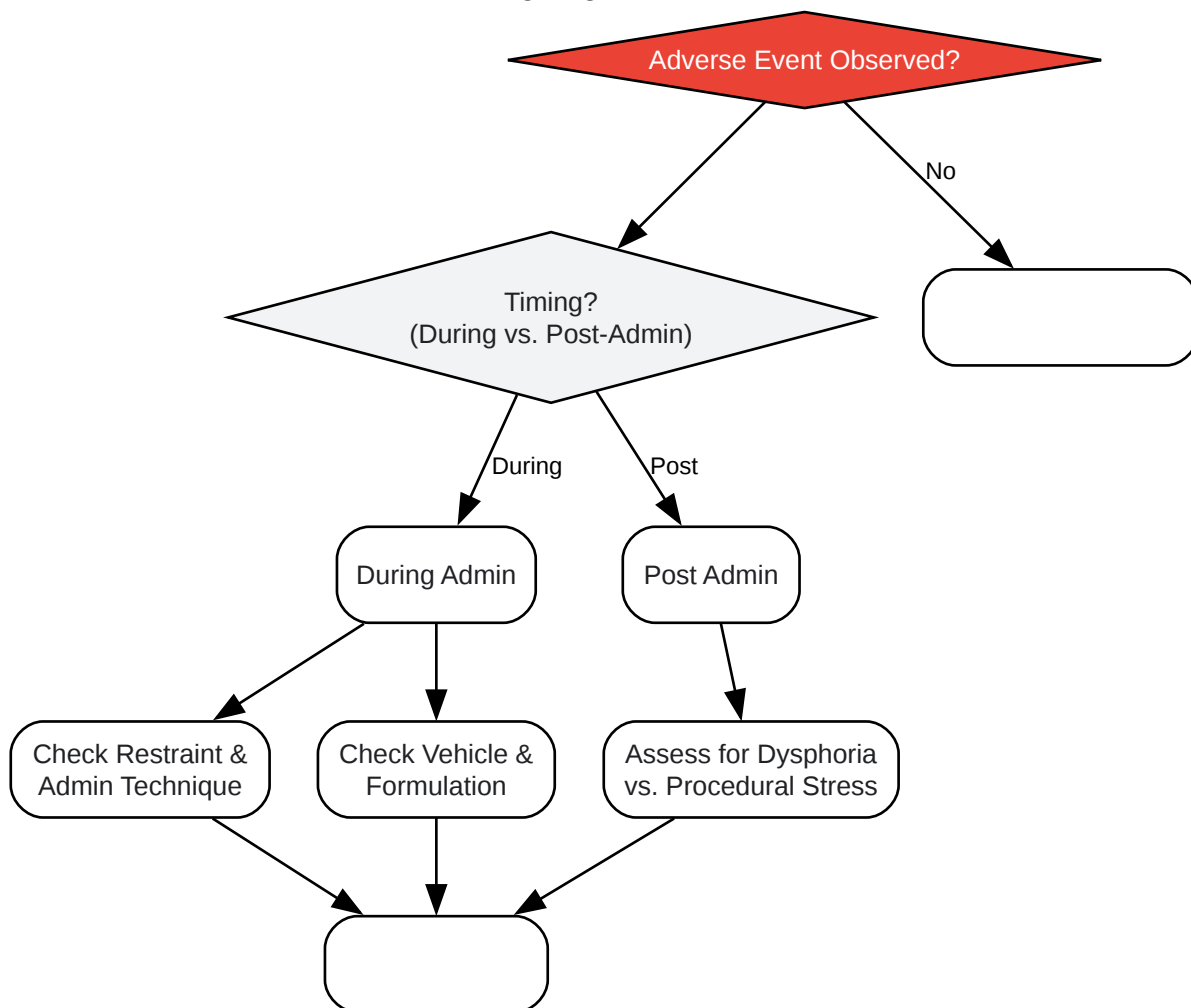 Adverse Event Observed?
No
Timing?
(During vs. Post-Admin)
During
Post
During Admin
Post Admin
Check Restraint &
Admin Technique
Check Vehicle &
Formulation
Assess for Dysphoria
vs. Procedural Stress